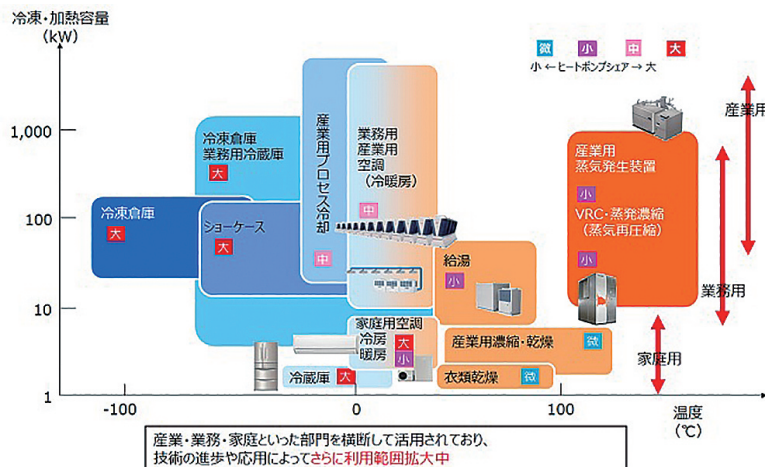 冷凍・加熱容量
(kW)
微 小 中 大
小 ←ヒートポンプシェア→ 大
産業用
業務用
家庭用
1,000
100
10
1
-100
0
100
温度
(℃)
冷凍倉庫
大
冷凍倉庫
業務用冷蔵庫
大
ショーケース
大
産業用プロセス冷却
中
業務用
産業用
空調
(冷暖房)
中
給湯
小
産業用
蒸気発生装置
小
VRC・蒸発濃縮
(蒸気再圧縮)
小
家庭用空調
冷房 大
暖房 小
産業用濃縮・乾燥 微
冷蔵庫 大
衣類乾燥 微
産業・業務・家庭といった部門を横断して活用されており、
技術の進歩や応用によってさらに利用範囲拡大中